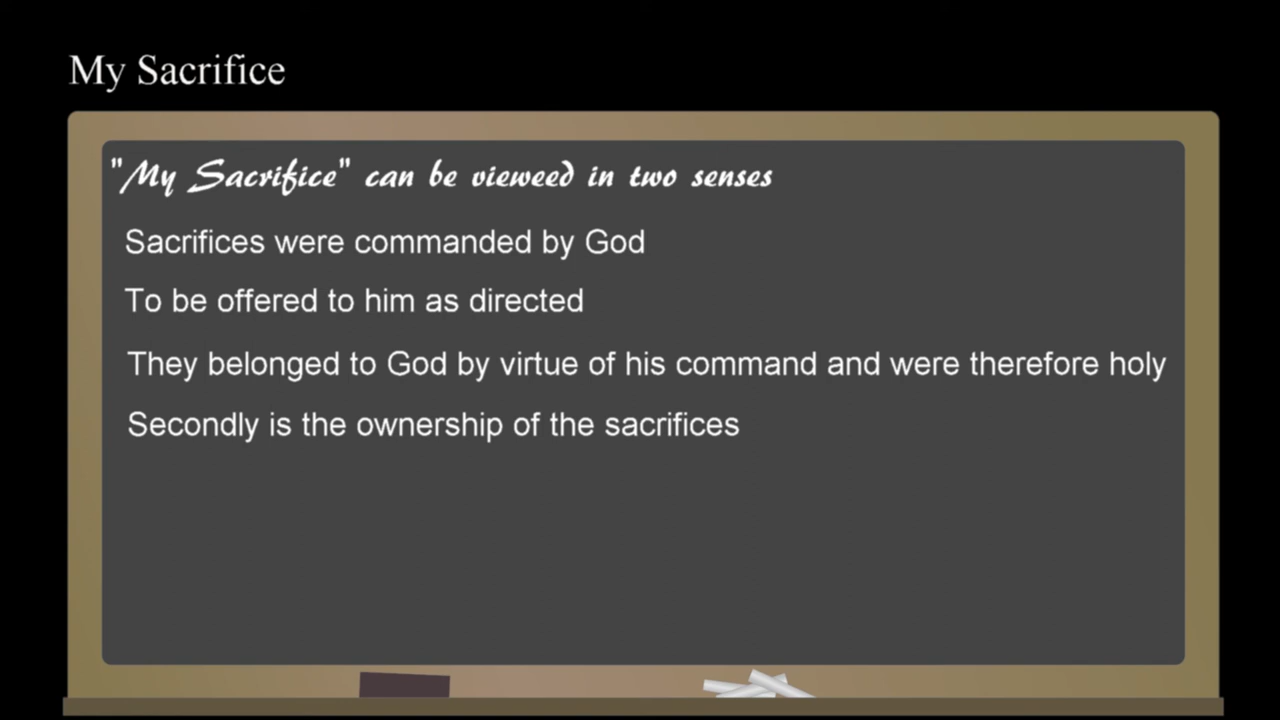 My Sacrifice
"My Sacrifice" can be vieweed in two senses
Sacrifices were commanded by God
To be offered to him as directed
They belonged to God by virtue of his command and were therefore holy
Secondly is the ownership of the sacrifices